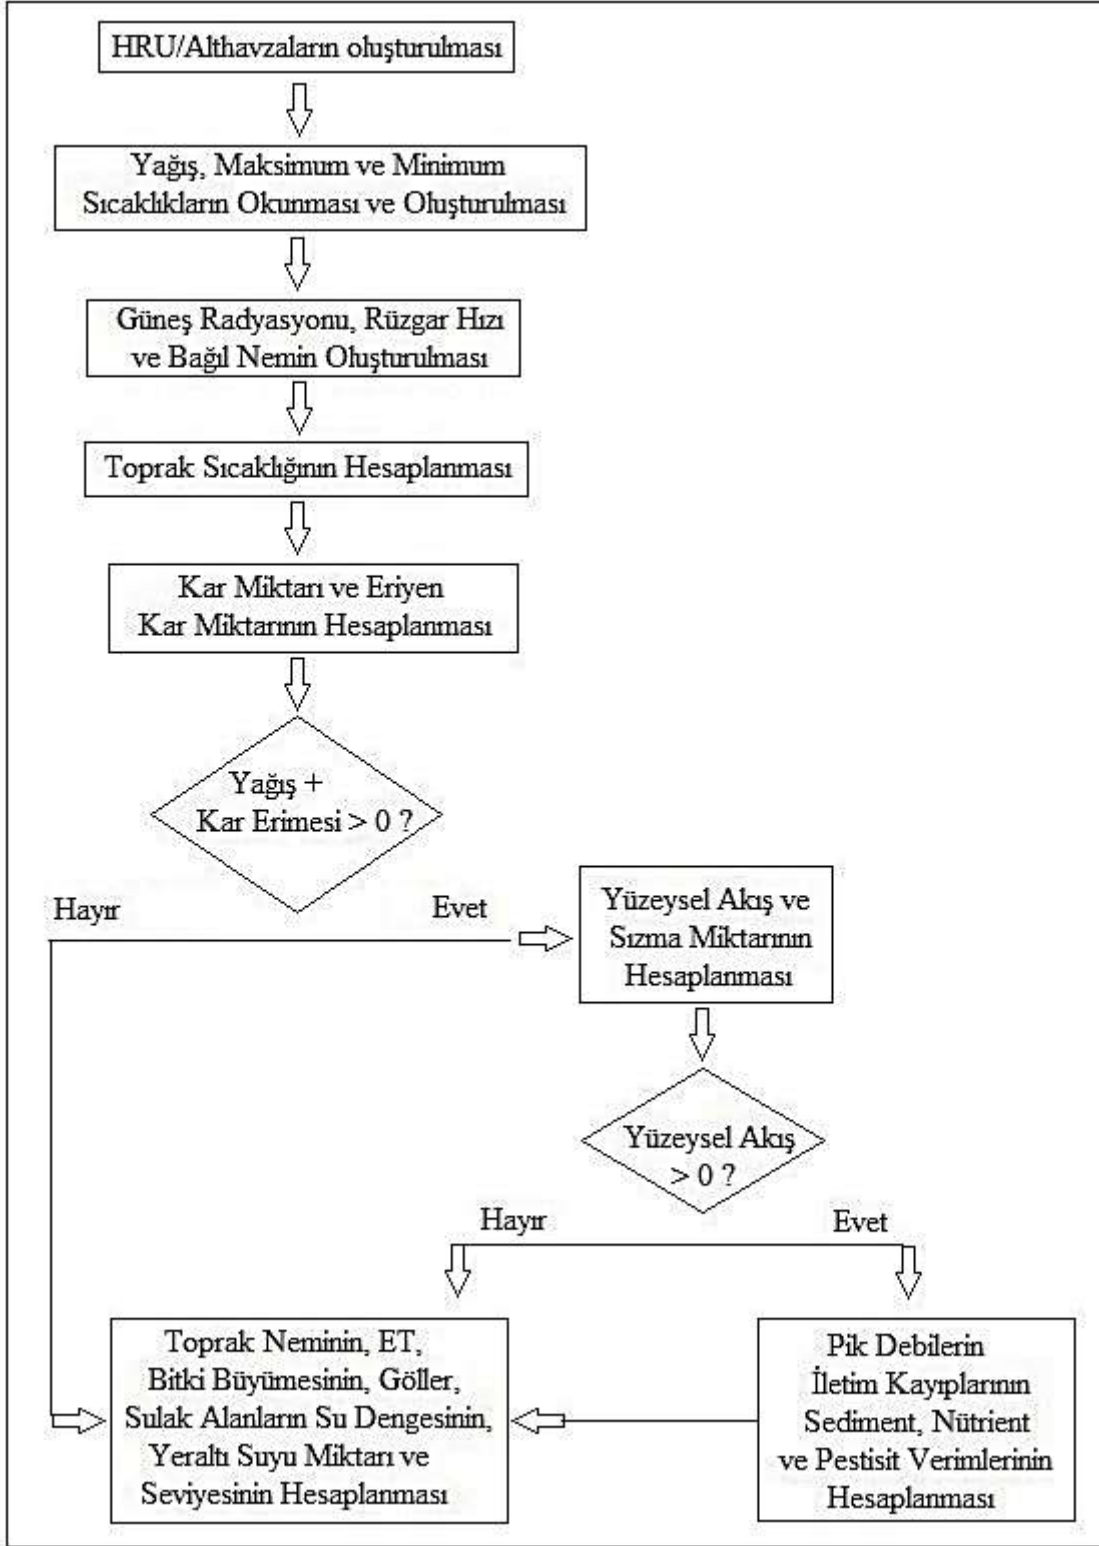 HRU/Althavzaların oluşturulması
Yağış, Maksimum ve Minimum
Sıcaklıkların Okunması ve Oluşturulması
Güneş Radyasyonu, Rüzgar Hızı
ve Bağıl Nemin Oluşturulması
Toprak Sıcaklığının Hesaplanması
Kar Miktarı ve Eriyen
Kar Miktarının Hesaplanması
Yağış +
Kar Erimesi > 0 ?
Hayır
Evet
Yüzeysel Akış ve
Sızma Miktarının
Hesaplanması
Yüzeysel Akış
> 0 ?
Hayır
Evet
Toprak Neminin, ET,
Bitki Büyümesinin, Göller,
Sulak Alanların Su Dengesinin,
Yeraltı Suyu Miktarı ve
Seviyesinin Hesaplanması
Pik Debilerin
İletim Kayıplarının
Sediment, Nütrient
ve Pestisit Verimlerinin
Hesaplanması